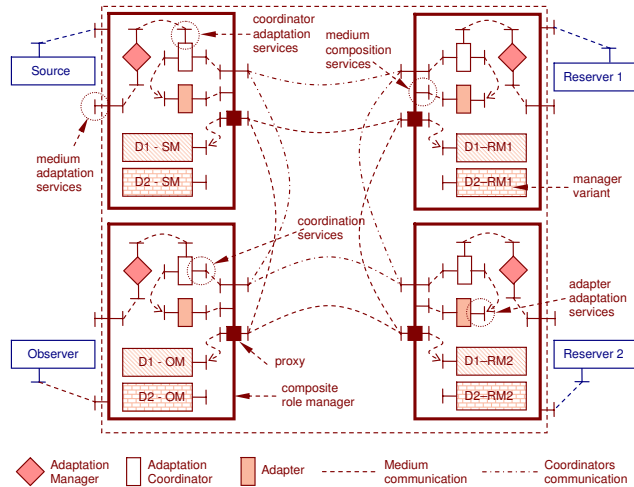 coordinator
adaptation
services
medium
composition
services
Source
Reserver 1
medium
adaptation
services
D1 - SM
D2 - SM
D1–RM1
D2–RM1
manager
variant
coordination
services
adapter
adaptation
services
Observer
Reserver 2
D1 - OM
D2 - OM
proxy
composite
role manager
D1–RM2
D2–RM2
Adaptation
Manager
Adaptation
Coordinator
Adapter
Medium
communication
Coordinators
communication